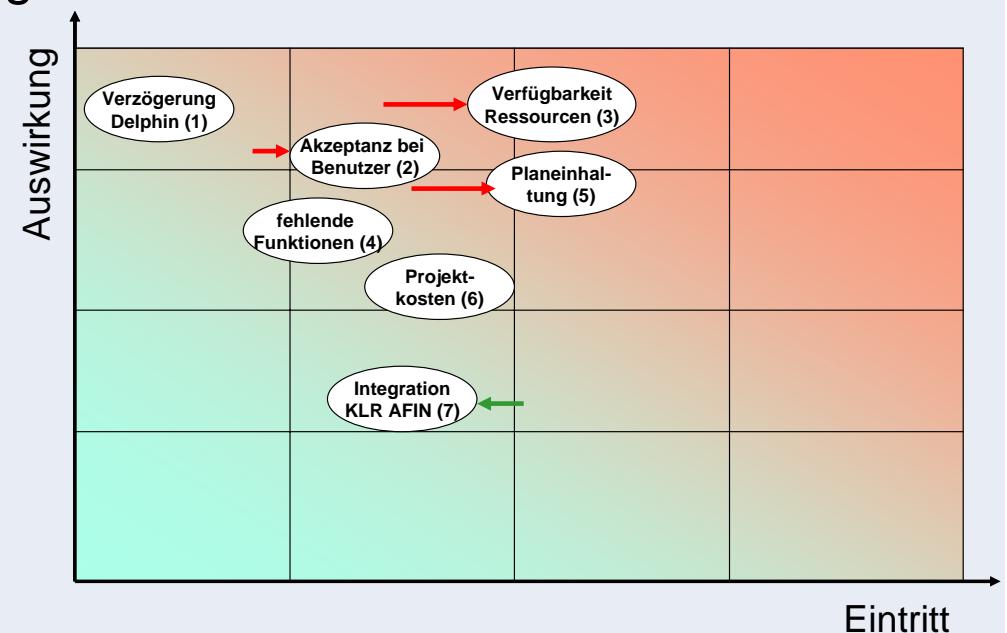 Auswirkung
Verzögerung
Delphin (1)
Verfügbarkeit
Ressourcen (3)
Akzeptanz bei
Benutzer (2)
Planeinhal-
tung (5)
fehlende
Funktionen (4)
Projekt-
kosten (6)
Integration
KLR AFIN (7)
Eintritt